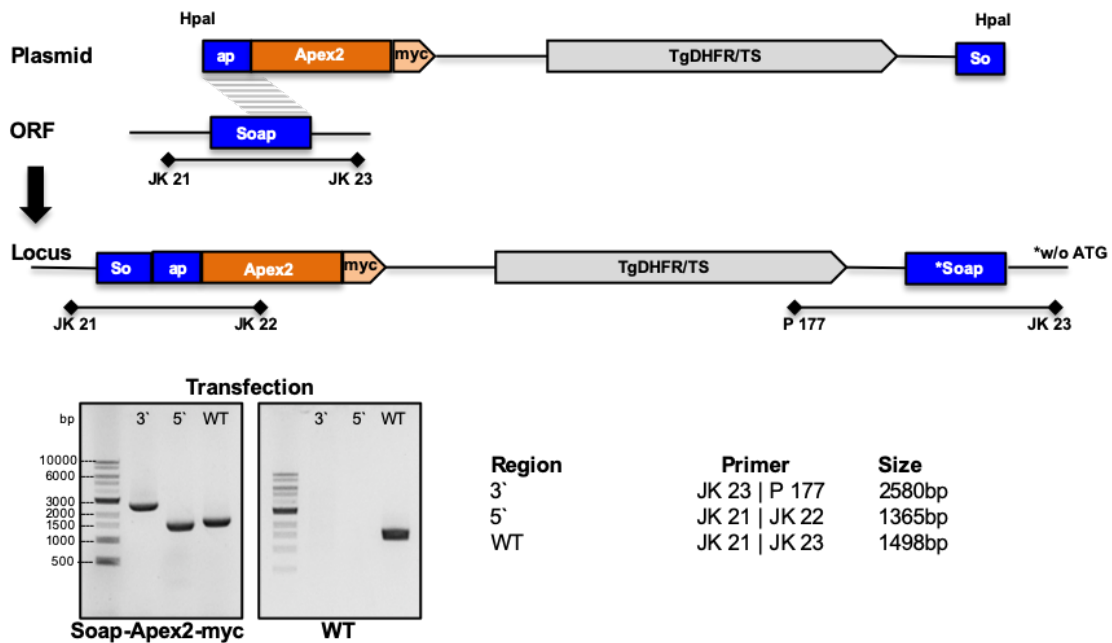 HpaI HpaI
Plasmid ap Apex2 myc TgDHFR/TS So
ORF Soap
JK 21 JK 23
Locus So ap Apex2 myc TgDHFR/TS *Soap *w/o ATG
JK 21 JK 22 P 177 JK 23
Transfection
bp 3` 5` WT 3` 5` WT
10000
6000
3000
2000
1500
1000
500
Soap-Apex2-myc WT
Region Primer Size
3` JK 23 | P 177 2580bp
5` JK 21 | JK 22 1365bp
WT JK 21 | JK 23 1498bp